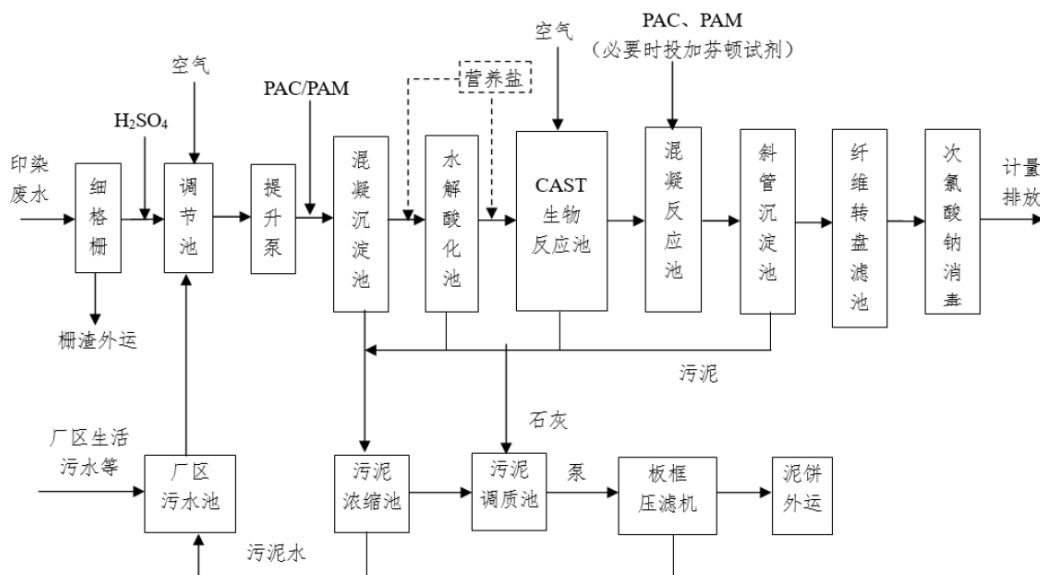 PAC、PAM
（必要时投加芬顿试剂）
空气
空气
PAC/PAM
营养盐
H₂SO₄
印染
废水
细格栅
调节池
提升泵
混凝沉淀池
水解酸化池
CAST
生物
反应池
混凝反应池
斜管沉淀池
纤维转盘滤池
次氯酸钠消毒
计量
排放
栅渣外运
污泥
石灰
厂区生活
污水等
厂区
污水池
污泥
浓缩池
污泥
调质池
泵
板框
压滤机
泥饼
外运
污泥水